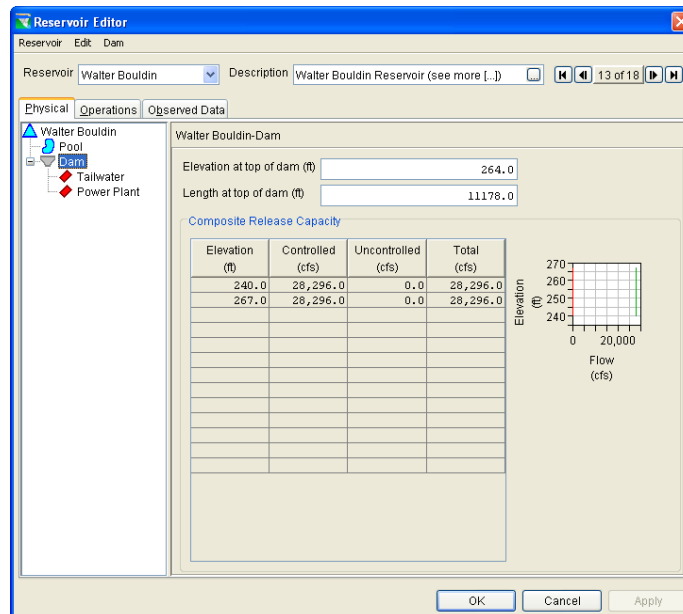 Reservoir Editor
Reservoir Edit Dam
Reservoir Walter Bouldin Description Walter Bouldin Reservoir (see more [...]) ... 13 of 18
Physical Operations Observed Data
Walter Bouldin
Pool
Dam
Tailwater
Power Plant
Walter Bouldin-Dam
Elevation at top of dam (ft) 264.0
Length at top of dam (ft) 11178.0
Composite Release Capacity
Elevation Controlled Uncontrolled Total
(ft) (cfs) (cfs) (cfs)
240.0 28,296.0 0.0 28,296.0
267.0 28,296.0 0.0 28,296.0
Elevation
(ft)
270
260
250
240
0 20,000
Flow
(cfs)
OK Cancel Apply